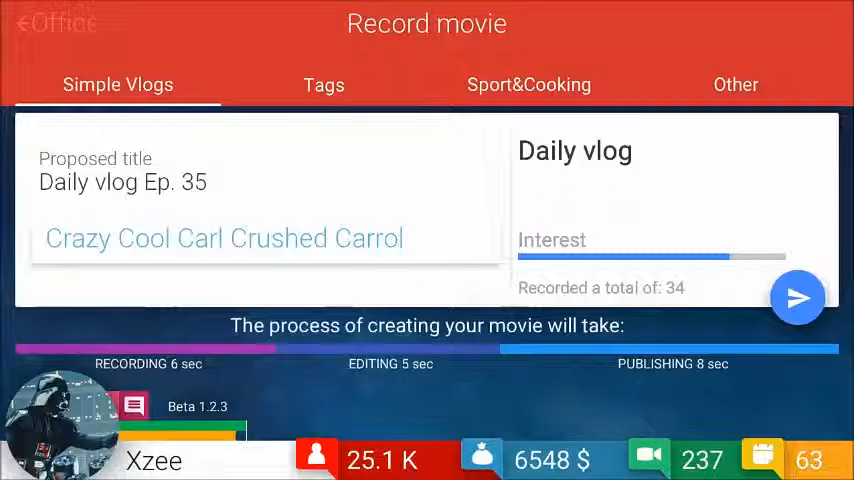 Office
Record movie
Simple Vlogs
Tags
Sport&Cooking
Other
Proposed title
Daily vlog Ep. 35
Crazy Cool Carl Crushed Carrol
Daily vlog
Interest
Recorded a total of: 34
The process of creating your movie will take:
RECORDING 6 sec
EDITING 5 sec
PUBLISHING 8 sec
Beta 1.2.3
Xzee
25.1 K
6548 $
237
63